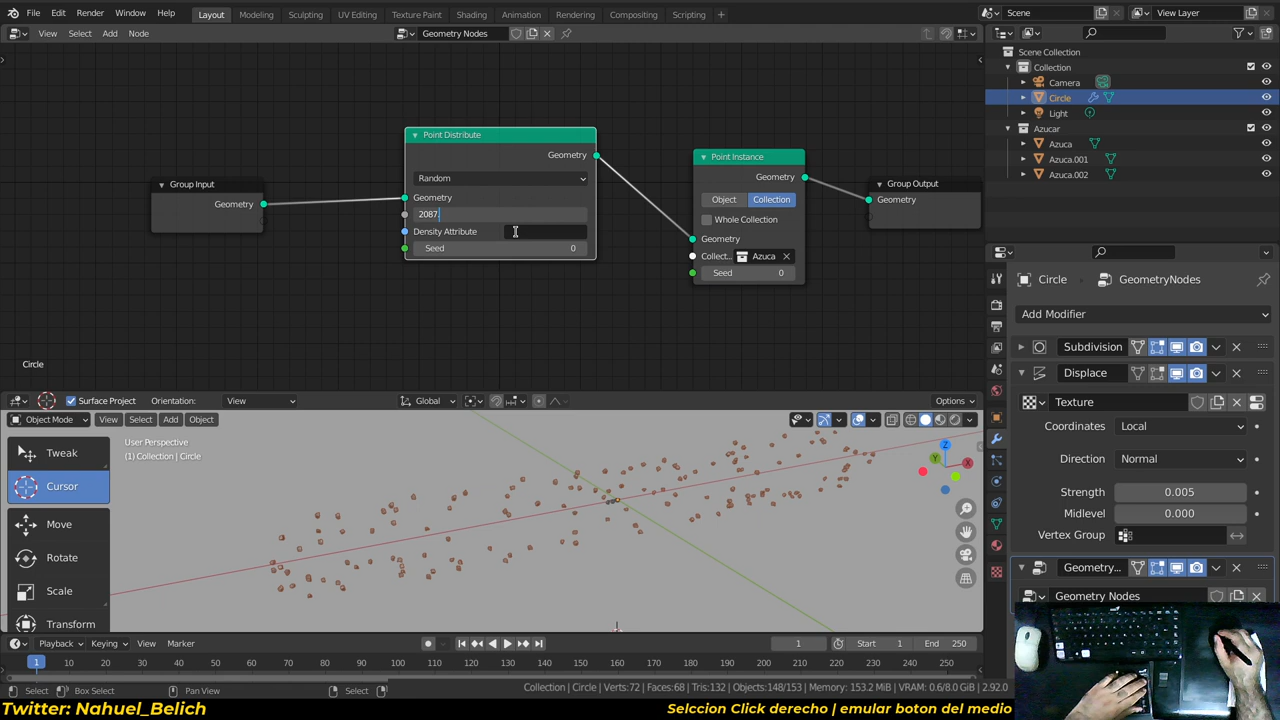 File Edit Render Window Help Layout Modeling Sculpting UV Editing Texture Paint Shading Animation Rendering Compositing Scripting Scene View Layer
View Select Add Node Geometry Nodes
Scene Collection
Collection
Camera
Circle
Light
Azucar
Azuca
Azuca.001
Azuca.002
Group Input
Geometry
Point Distribute
Geometry
Random
Geometry
2087.
Density Attribute
Seed 0
Point Instance
Geometry
Object Collection
Whole Collection
Geometry
Collect... Azuca
Seed 0
Group Output
Geometry
Circle
Circle GeometryNodes
Add Modifier
Subdivision
Displace
Texture
Coordinates Local
Direction Normal
Strength 0.005
Midlevel 0.000
Vertex Group
Geometry...
Geometry Nodes
Surface Project Orientation: View Global Options
Object Mode View Select Add Object
User Perspective
(1) Collection | Circle
Tweak
Cursor
Move
Rotate
Scale
Transform
Z
Y
X
Playback Keying View Marker 1 Start 1 End 250
1 10 20 30 40 50 60 70 80 90 100 110 120 130 140 150 160 170 180 190 200 210 220 230 240 250
Select Box Select Pan View Select Collection | Circle | Verts:72 | Faces:68 | Tris:132 | Objects:148/153 | Memory: 153.2 MiB | VRAM: 0.6/8.0 GiB | 2.92.0
Twitter: Nahuel_Belich
Selccion Click derecho / emular boton del medio